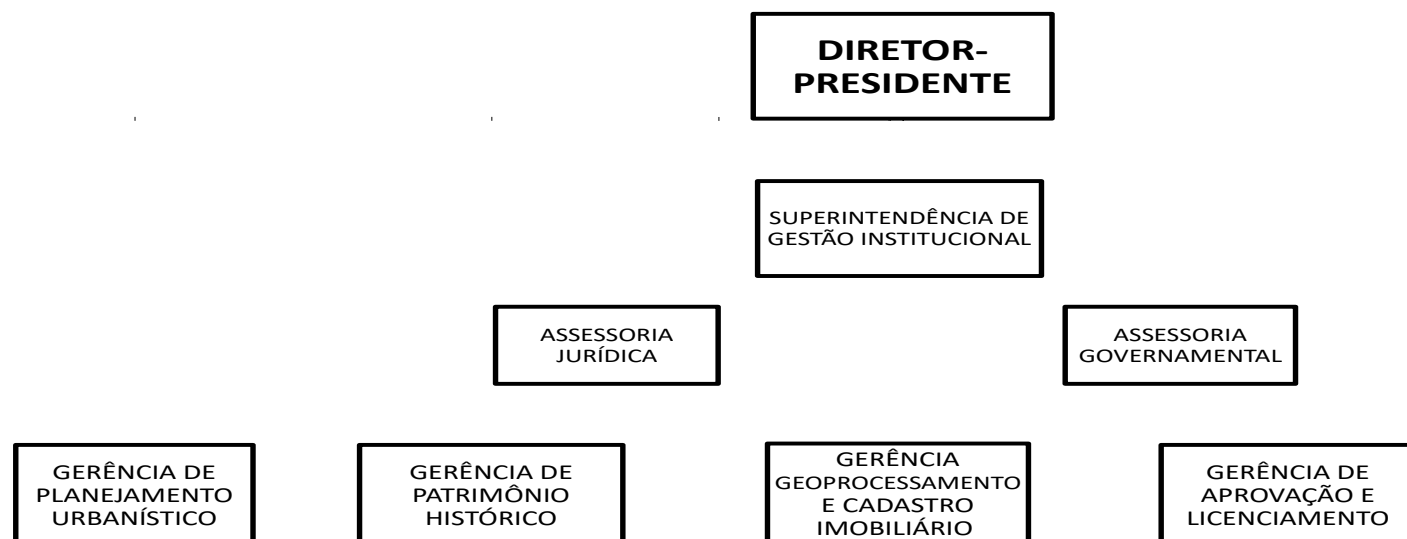 DIRETOR-
PRESIDENTE
SUPERINTENDÊNCIA DE
GESTÃO INSTITUCIONAL
ASSESSORIA
JURÍDICA
ASSESSORIA
GOVERNAMENTAL
GERÊNCIA DE
PLANEJAMENTO
URBANÍSTICO
GERÊNCIA DE
PATRIMÔNIO
HISTÓRICO
GERÊNCIA
GEOPROCESSAMENTO
E CADASTRO
IMOBILIÁRIO
GERÊNCIA DE
APROVAÇÃO E
LICENCIAMENTO